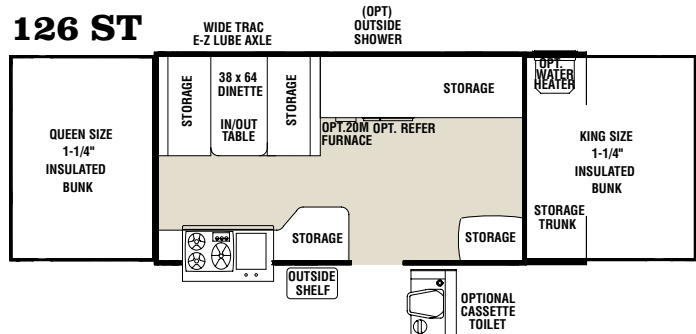 126 ST
WIDE TRAC
E-Z LUBE AXLE
(OPT)
OUTSIDE
SHOWER
QUEEN SIZE
1-1/4"
INSULATED
BUNK
STORAGE
38 x 64
DINETTE
IN/OUT
TABLE
STORAGE
STORAGE
OPT.20M
FURNACE
OPT. REFER
OPT.
WATER
HEATER
KING SIZE
1-1/4"
INSULATED
BUNK
STORAGE
TRUNK
STORAGE
STORAGE
OUTSIDE
SHELF
OPTIONAL
CASSETTE
TOILET